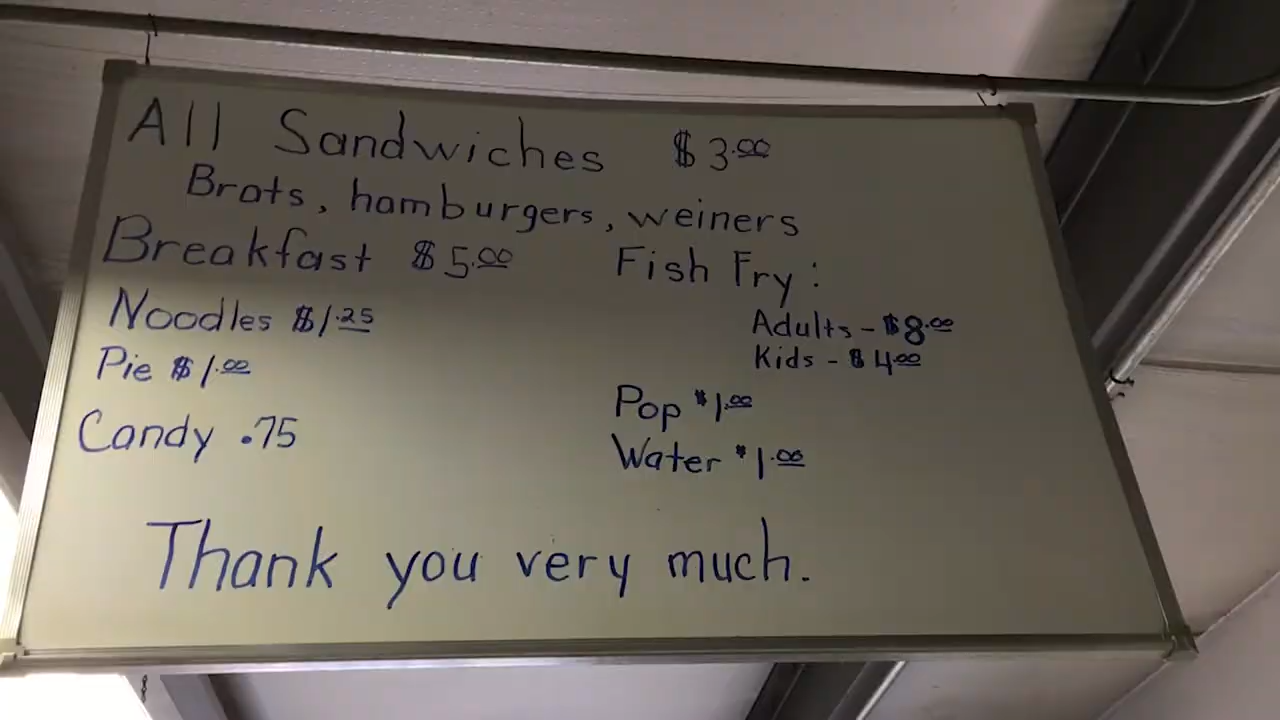 All Sandwiches $3.00
Brats, hamburgers, weiners
Breakfast $5.00
Noodles $1.25
Pie $1.00
Candy .75
Fish Fry:
Adults - $8.00
Kids - $4.00
Pop $1.00
Water $1.00
Thank you very much.